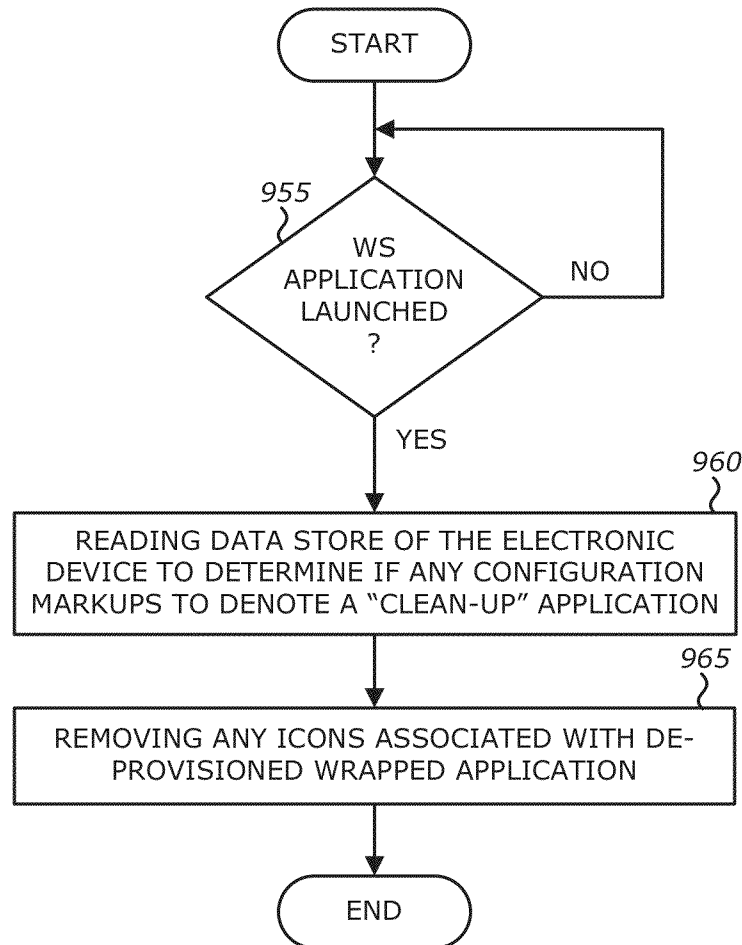 START
955
WS
APPLICATION
LAUNCHED
?
NO
YES
960
READING DATA STORE OF THE ELECTRONIC
DEVICE TO DETERMINE IF ANY CONFIGURATION
MARKUPS TO DENOTE A “CLEAN-UP” APPLICATION
965
REMOVING ANY ICONS ASSOCIATED WITH DE-
PROVISIONED WRAPPED APPLICATION
END